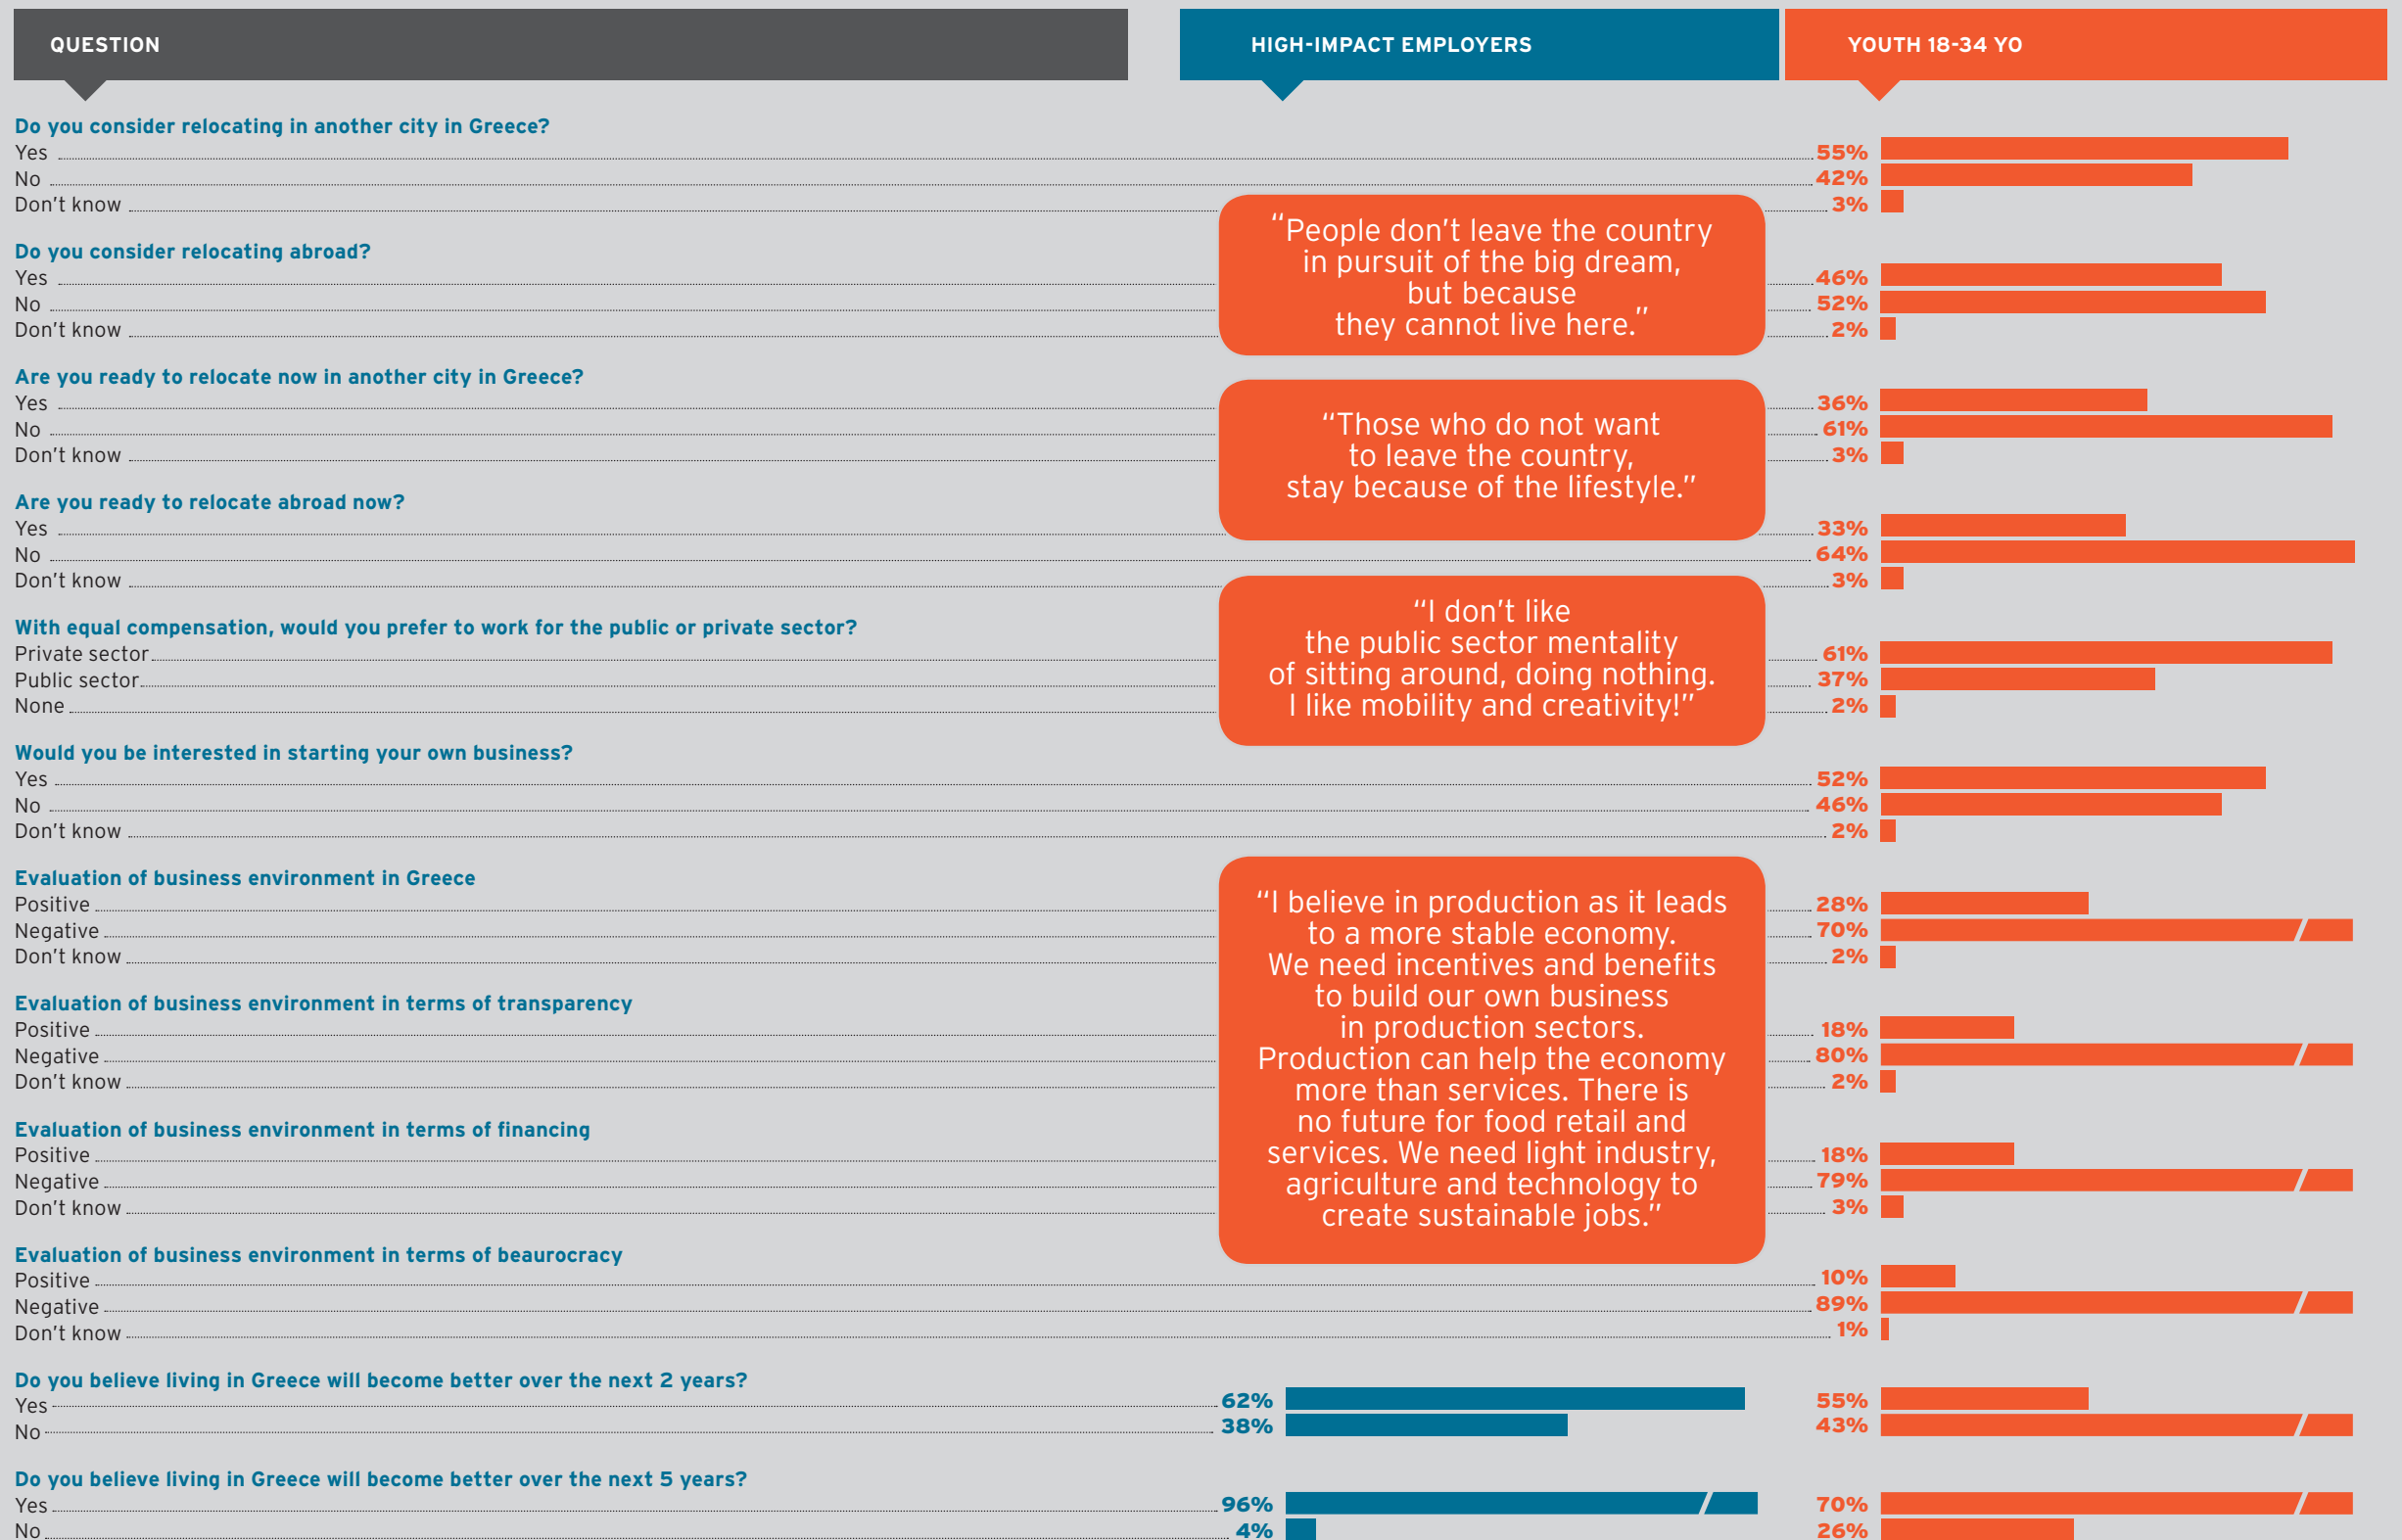 QUESTION
HIGH-IMPACT EMPLOYERS
YOUTH 18-34 YO
Do you consider relocating in another city in Greece?
Yes 55%
No 42%
Don't know 3%
Do you consider relocating abroad?
Yes 46%
No 52%
Don't know 2%
“People don't leave the country
in pursuit of the big dream,
but because
they cannot live here.”
Are you ready to relocate now in another city in Greece?
Yes 36%
No 61%
Don't know 3%
“Those who do not want
to leave the country,
stay because of the lifestyle.”
Are you ready to relocate abroad now?
Yes 33%
No 64%
Don't know 3%
With equal compensation, would you prefer to work for the public or private sector?
Private sector 61%
Public sector 37%
None 2%
“I don't like
the public sector mentality
of sitting around, doing nothing.
I like mobility and creativity!”
Would you be interested in starting your own business?
Yes 52%
No 46%
Don't know 2%
Evaluation of business environment in Greece
Positive 28%
Negative 70%
Don't know 2%
Evaluation of business environment in terms of transparency
Positive 18%
Negative 80%
Don't know 2%
Evaluation of business environment in terms of financing
Positive 18%
Negative 79%
Don't know 3%
“I believe in production as it leads
to a more stable economy.
We need incentives and benefits
to build our own business
in production sectors.
Production can help the economy
more than services. There is
no future for food retail and
services. We need light industry,
agriculture and technology to
create sustainable jobs.”
Evaluation of business environment in terms of beaurocracy
Positive 10%
Negative 89%
Don't know 1%
Do you believe living in Greece will become better over the next 2 years?
Yes 62% 55%
No 38% 43%
Do you believe living in Greece will become better over the next 5 years?
Yes 96% 70%
No 4% 26%